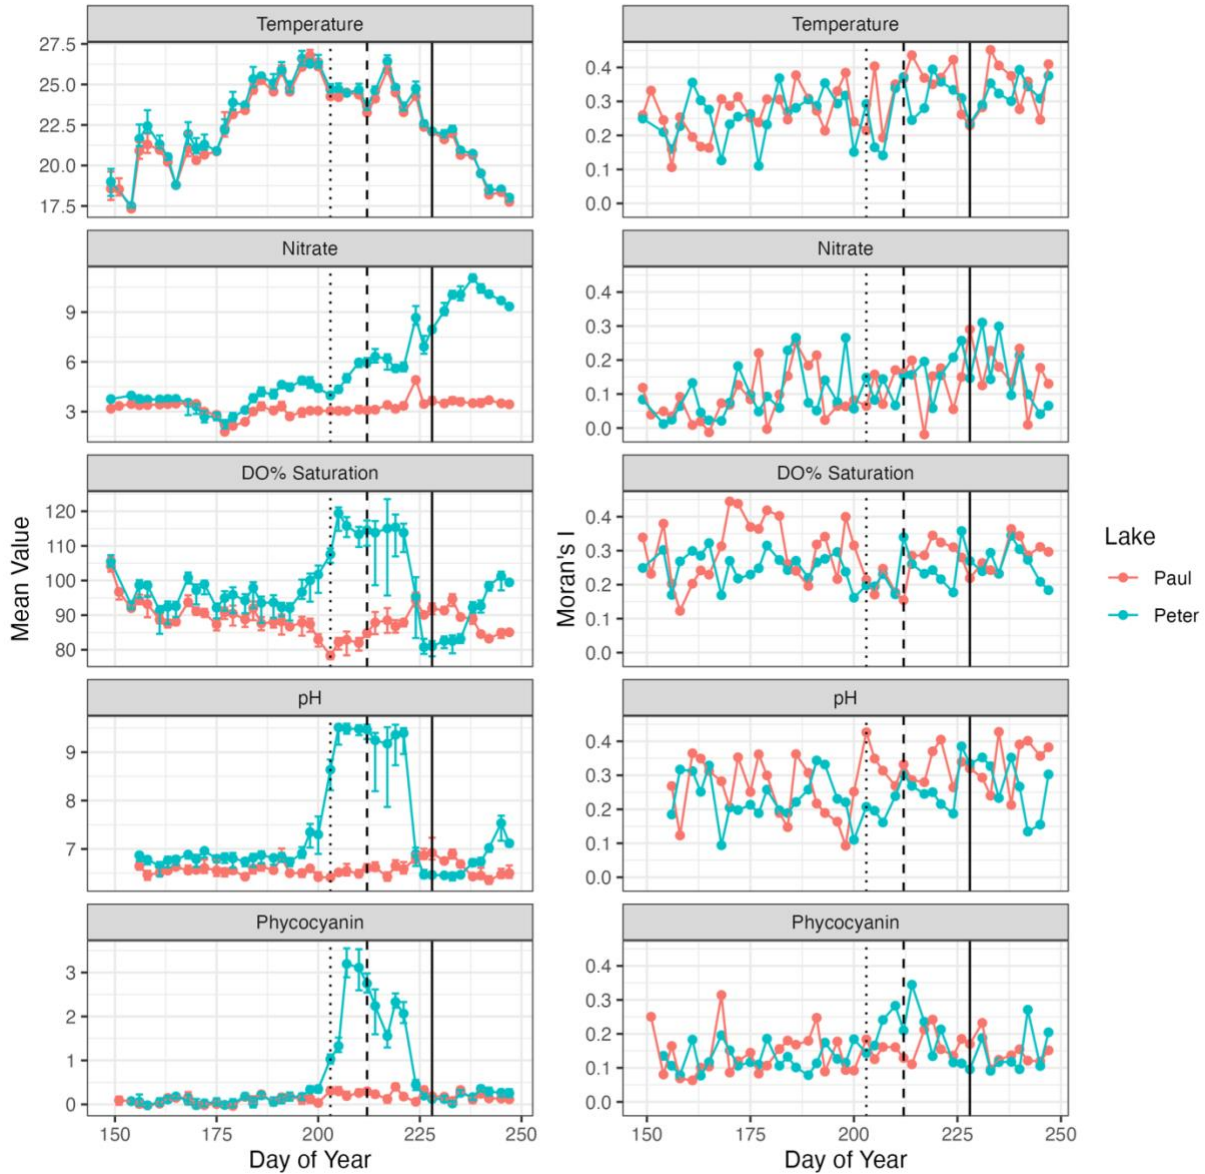 Temperature
27.5
25.0
22.5
20.0
17.5
Nitrate
9
6
3
DO% Saturation
120
110
100
90
80
pH
9
8
7
Phycocyanin
3
2
1
0
150 175 200 225 250
Day of Year
Mean Value
Temperature
0.4
0.3
0.2
0.1
0.0
Nitrate
0.4
0.3
0.2
0.1
0.0
DO% Saturation
0.4
0.3
0.2
0.1
0.0
pH
0.4
0.3
0.2
0.1
0.0
Phycocyanin
0.4
0.3
0.2
0.1
0.0
150 175 200 225 250
Day of Year
Moran's I
Lake
Paul
Peter